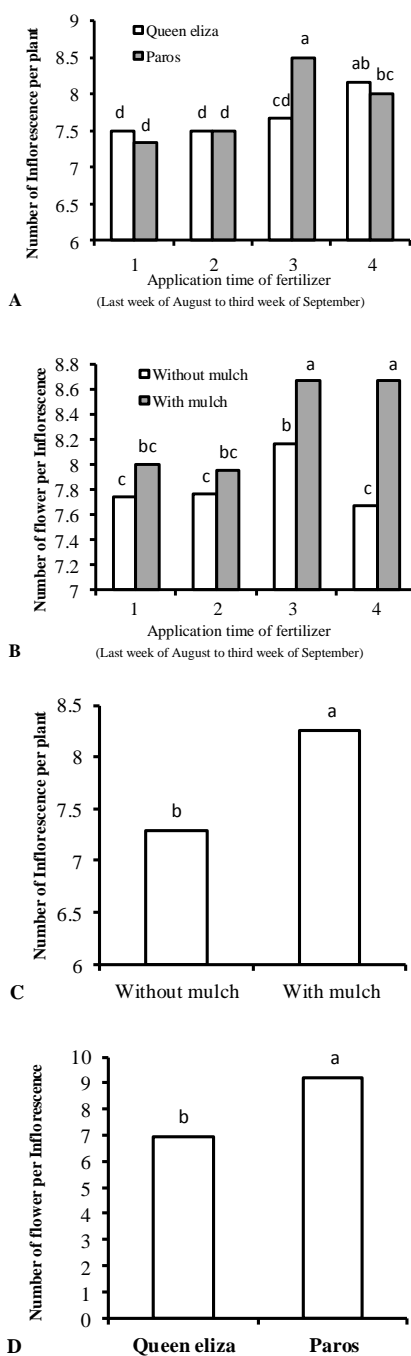 Number of Inflorescence per plant
9
8.5
8
7.5
7
6.5
6
Queen eliza
Paros
d
d
d
d
cd
a
ab
bc
1
2
3
4
Application time of fertilizer
(Last week of August to third week of September)
A
Number of flower per Inflorescence
8.8
8.6
8.4
8.2
8
7.8
7.6
7.4
7.2
7
Without mulch
With mulch
c
bc
c
bc
b
a
c
a
1
2
3
4
Application time of fertilizer
(Last week of August to third week of September)
B
Number of Inflorescence per plant
8.5
8
7.5
7
6.5
6
b
a
Without mulch
With mulch
C
Number of flower per Inflorescence
10
9
8
7
6
5
4
3
2
1
0
b
a
Queen eliza
Paros
D